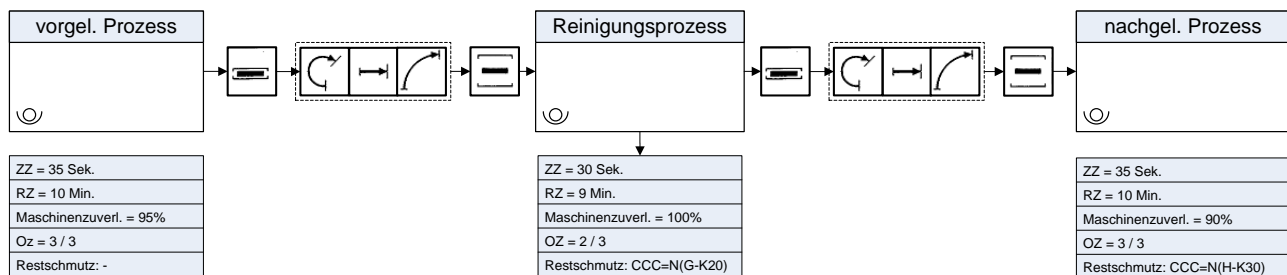 vorgel. Prozess
ZZ = 35 Sek.
RZ = 10 Min.
Maschinenzuverl. = 95%
Oz = 3 / 3
Restschmutz: -
Reinigungsprozess
ZZ = 30 Sek.
RZ = 9 Min.
Maschinenzuverl. = 100%
OZ = 2 / 3
Restschmutz: CCC=N(G-K20)
nachgel. Prozess
ZZ = 35 Sek.
RZ = 10 Min.
Maschinenzuverl. = 90%
OZ = 3 / 3
Restschmutz: CCC=N(H-K30)